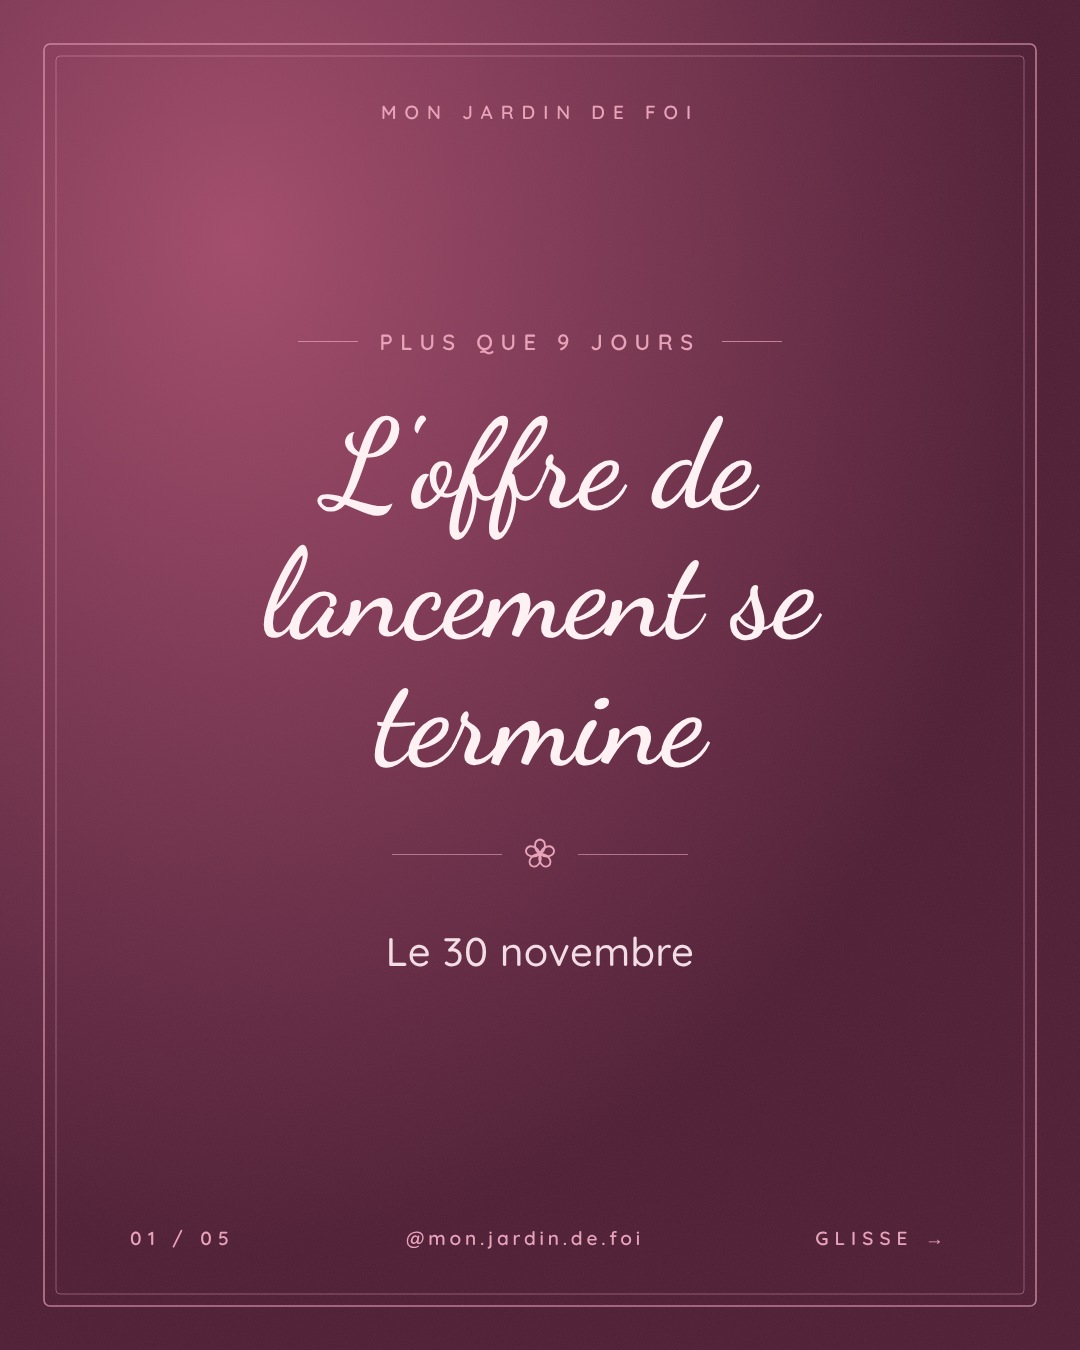 MON JARDIN DE FOI
PLUS QUE 9 JOURS
L'offre de
lancement se
termine
Le 30 novembre
01 / 05
@mon.jardin.de.foi
GLISSE →